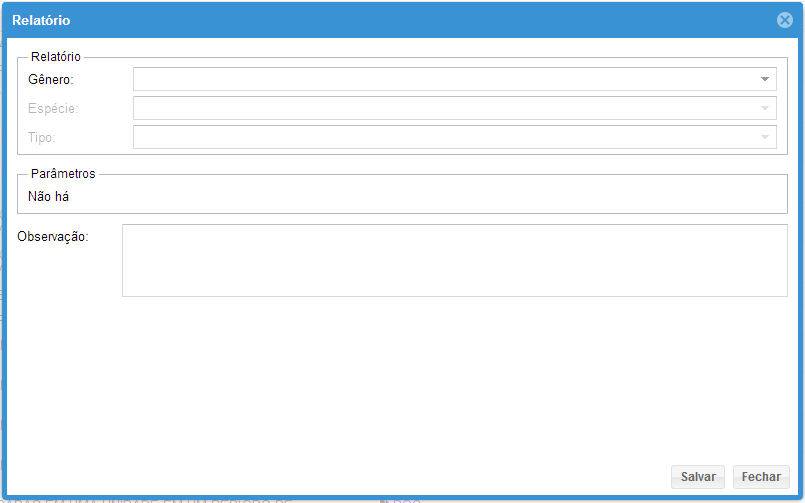 Relatório
Relatório
Gênero:
Espécie:
Tipo:
Parâmetros
Não há
Observação:
Salvar Fechar